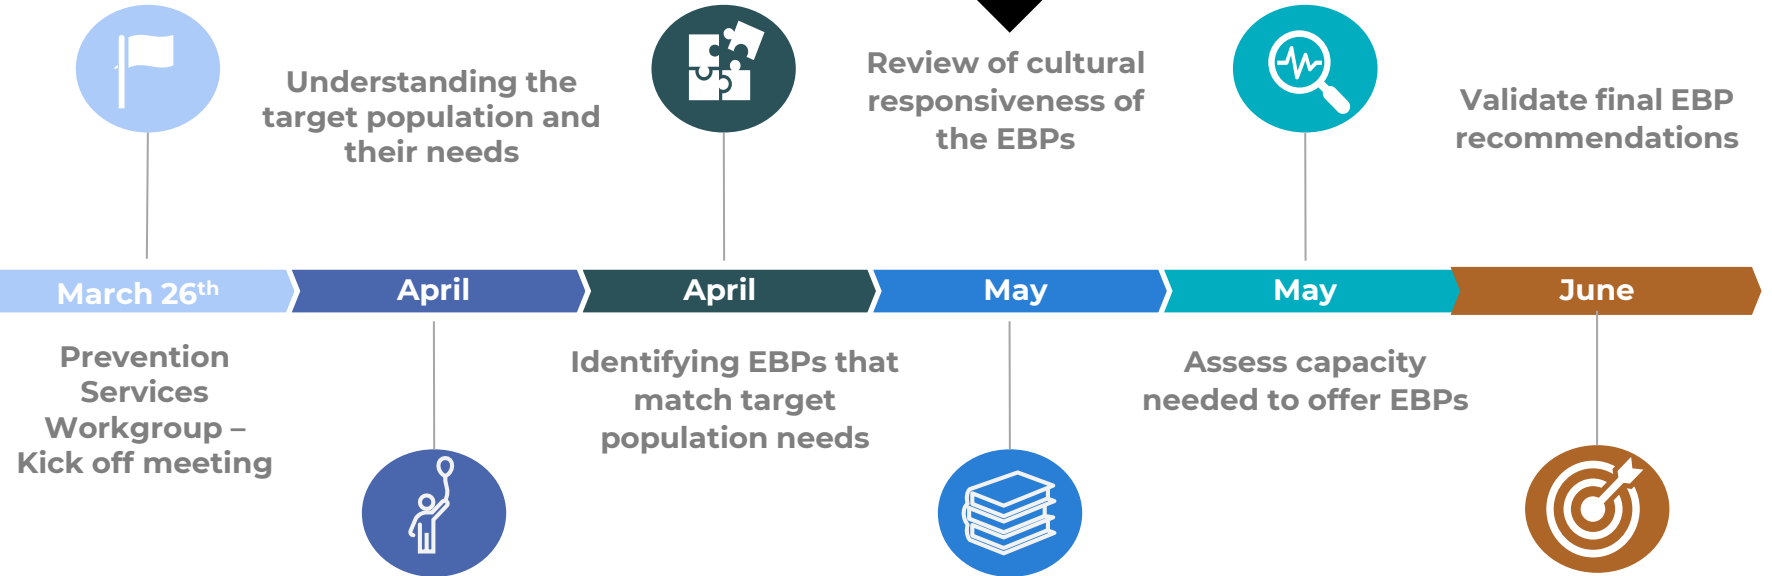 Understanding the
target population and
their needs
Review of cultural
responsiveness of
the EBPs
Validate final EBP
recommendations
March 26th
April
April
May
May
June
Prevention
Services
Workgroup –
Kick off meeting
Identifying EBPs that
match target
population needs
Assess capacity
needed to offer EBPs